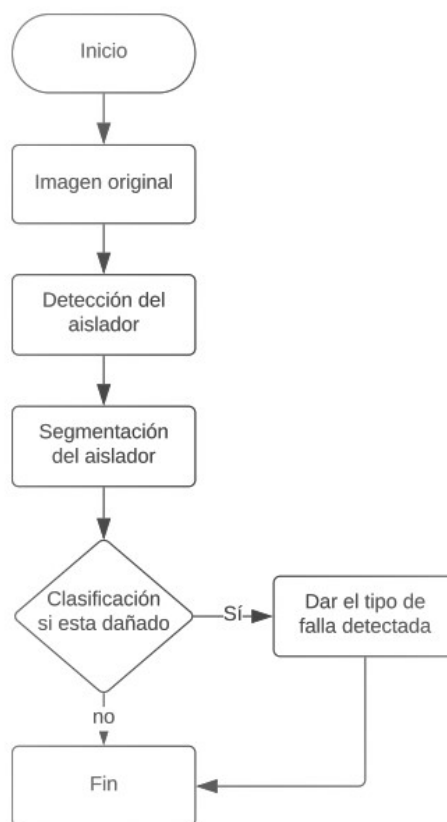 Inicio
Imagen original
Detección del
aislador
Segmentación
del aislador
Clasificación
si esta dañado
Sí
Dar el tipo de
falla detectada
no
Fin